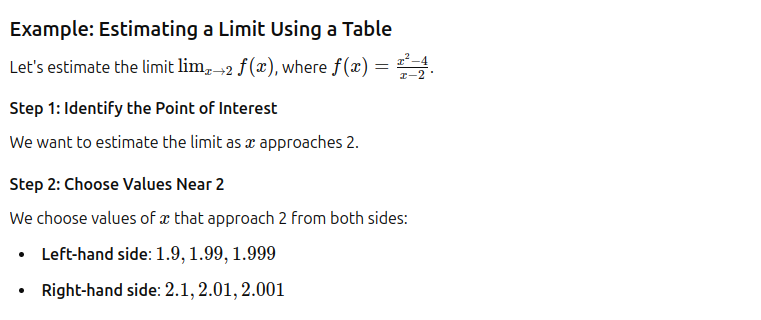 Example: Estimating a Limit Using a Table
Let's estimate the limit lim_{x→2} f(x), where f(x) = \frac{x^2−4}{x−2}.
Step 1: Identify the Point of Interest
We want to estimate the limit as x approaches 2.
Step 2: Choose Values Near 2
We choose values of x that approach 2 from both sides:
• Left-hand side: 1.9, 1.99, 1.999
• Right-hand side: 2.1, 2.01, 2.001